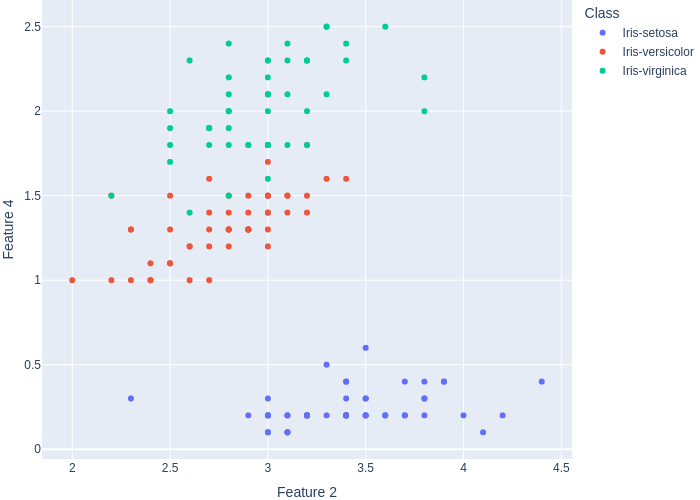 Class
Iris-setosa
Iris-versicolor
Iris-virginica
Feature 4
2.5
2
1.5
1
0.5
0
2
2.5
3
3.5
4
4.5
Feature 2